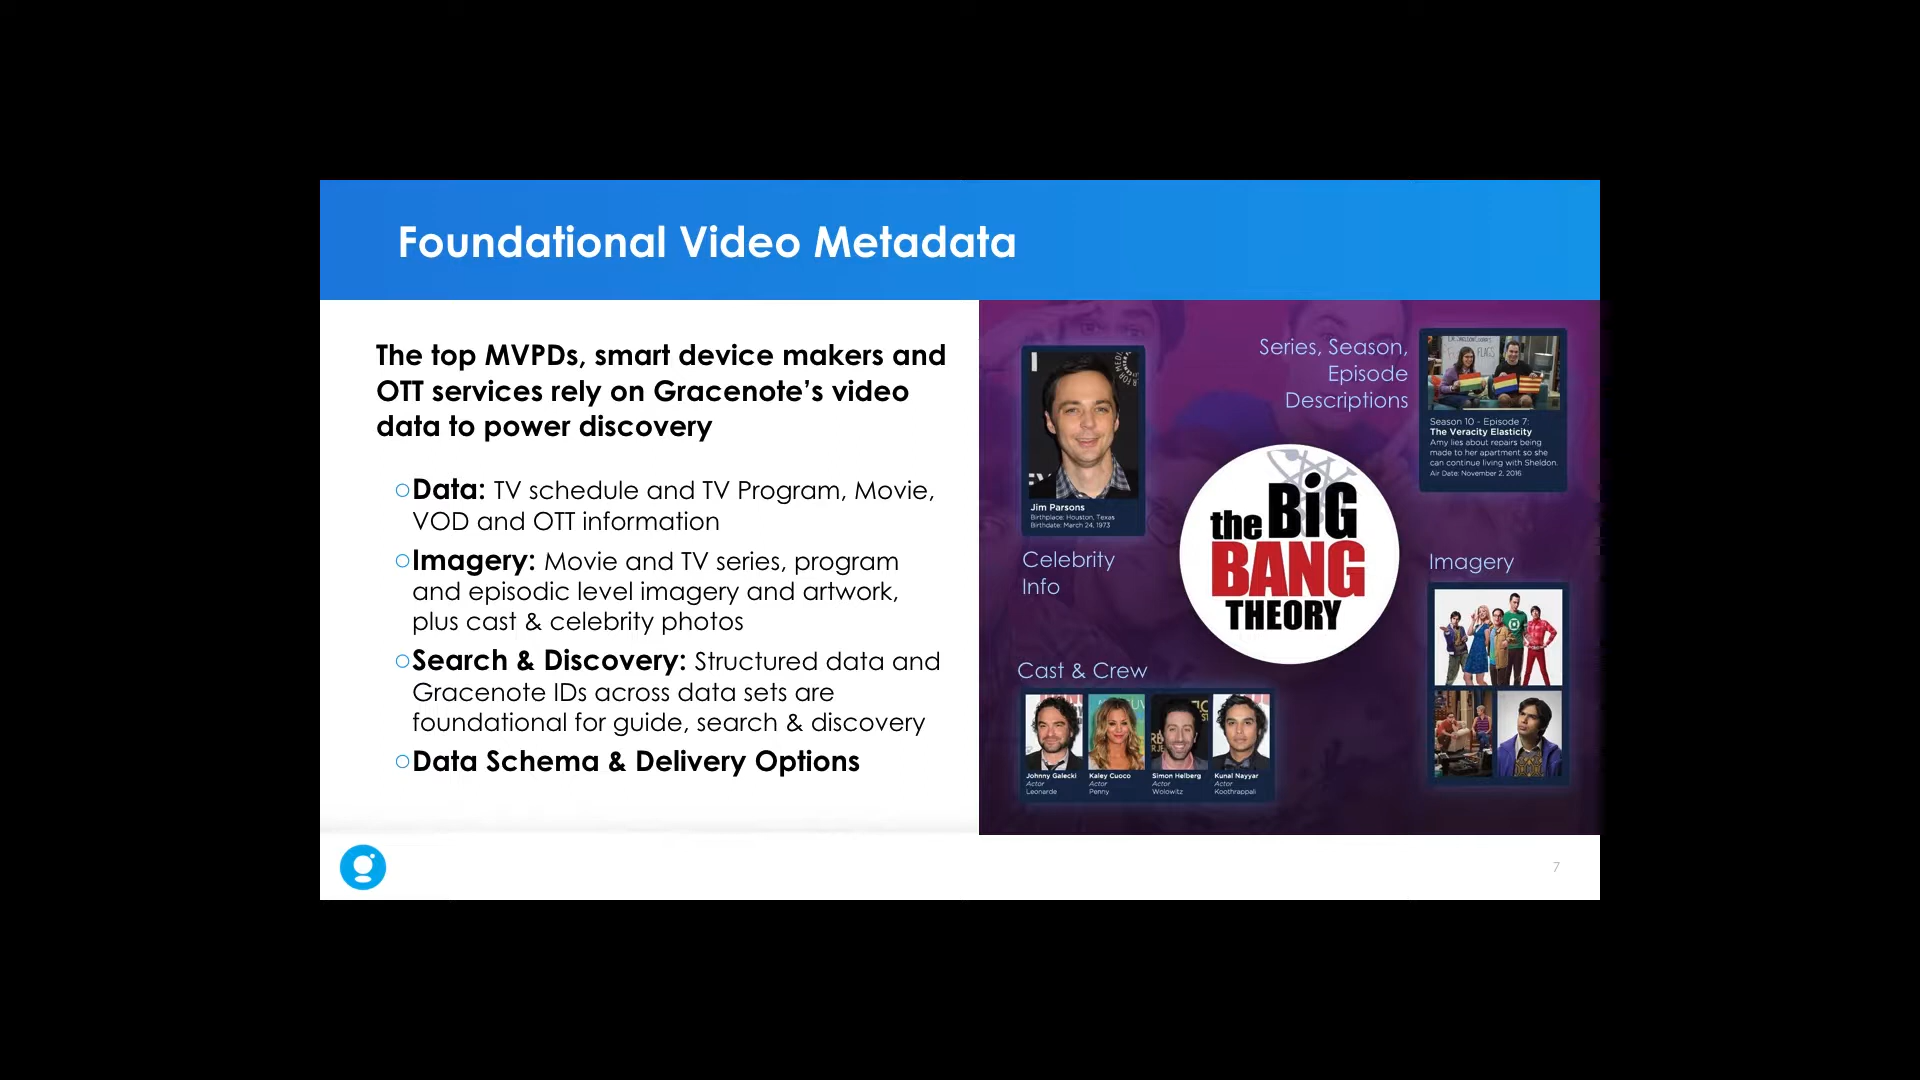 Foundational Video Metadata
The top MVPDs, smart device makers and
OTT services rely on Gracenote’s video
data to power discovery
Data: TV schedule and TV Program, Movie,
VOD and OTT information
Imagery: Movie and TV series, program
and episodic level imagery and artwork,
plus cast & celebrity photos
Search & Discovery: Structured data and
Gracenote IDs across data sets are
foundational for guide, search & discovery
Data Schema & Delivery Options
Jim Parsons
Birthplace: Houston, Texas
Birthdate: March 24, 1973
Celebrity
Info
Series, Season,
Episode
Descriptions
FLAGS
Season 10 - Episode 7:
The Veracity Elasticity
Amy lies about repairs being
made to her apartment so she
can continue living with Sheldon.
Air Date: November 2, 2016
the BiG
BANG
THEORY
Imagery
Cast & Crew
Johnny Galecki
Actor
Leonarde
Kaley Cuoco
Actor
Penny
Simon Helberg
Actor
Wolowitz
Kunal Nayyar
Actor
Koothrappali
7